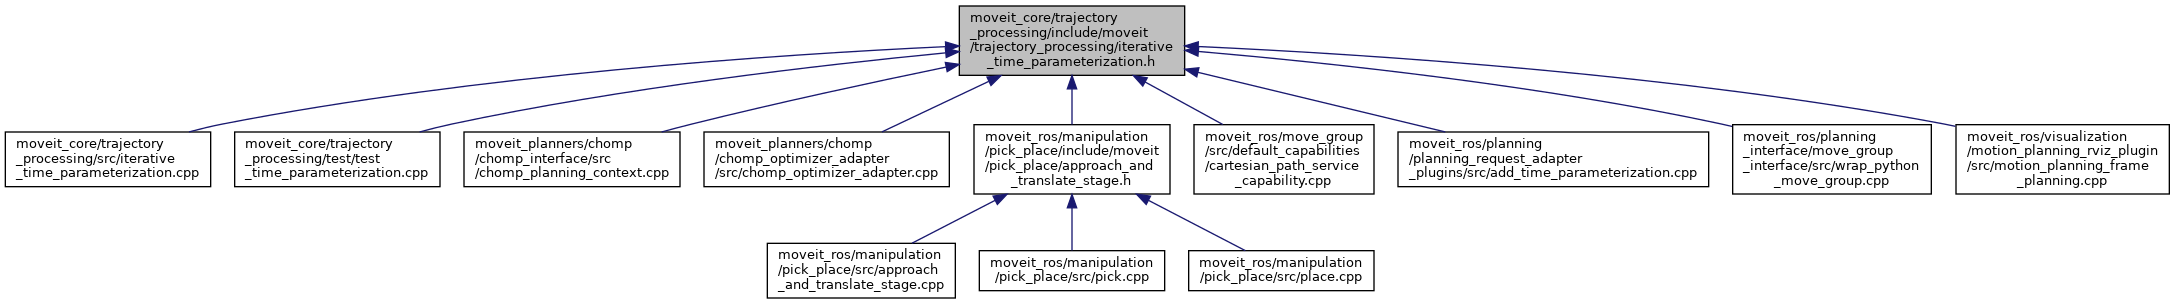 moveit_core/trajectory
_processing/include/moveit
/trajectory_processing/iterative
_time_parameterization.h
moveit_core/trajectory
_processing/src/iterative
_time_parameterization.cpp
moveit_core/trajectory
_processing/test/test
_time_parameterization.cpp
moveit_planners/chomp
/chomp_interface/src
/chomp_planning_context.cpp
moveit_planners/chomp
/chomp_optimizer_adapter
/src/chomp_optimizer_adapter.cpp
moveit_ros/manipulation
/pick_place/include/moveit
/pick_place/approach_and
_translate_stage.h
moveit_ros/move_group
/src/default_capabilities
/cartesian_path_service
_capability.cpp
moveit_ros/planning
/planning_request_adapter
_plugins/src/add_time_parameterization.cpp
moveit_ros/planning
_interface/move_group
_interface/src/wrap_python
_move_group.cpp
moveit_ros/visualization
/motion_planning_rviz_plugin
/src/motion_planning_frame
_planning.cpp
moveit_ros/manipulation
/pick_place/src/approach
_and_translate_stage.cpp
moveit_ros/manipulation
/pick_place/src/pick.cpp
moveit_ros/manipulation
/pick_place/src/place.cpp